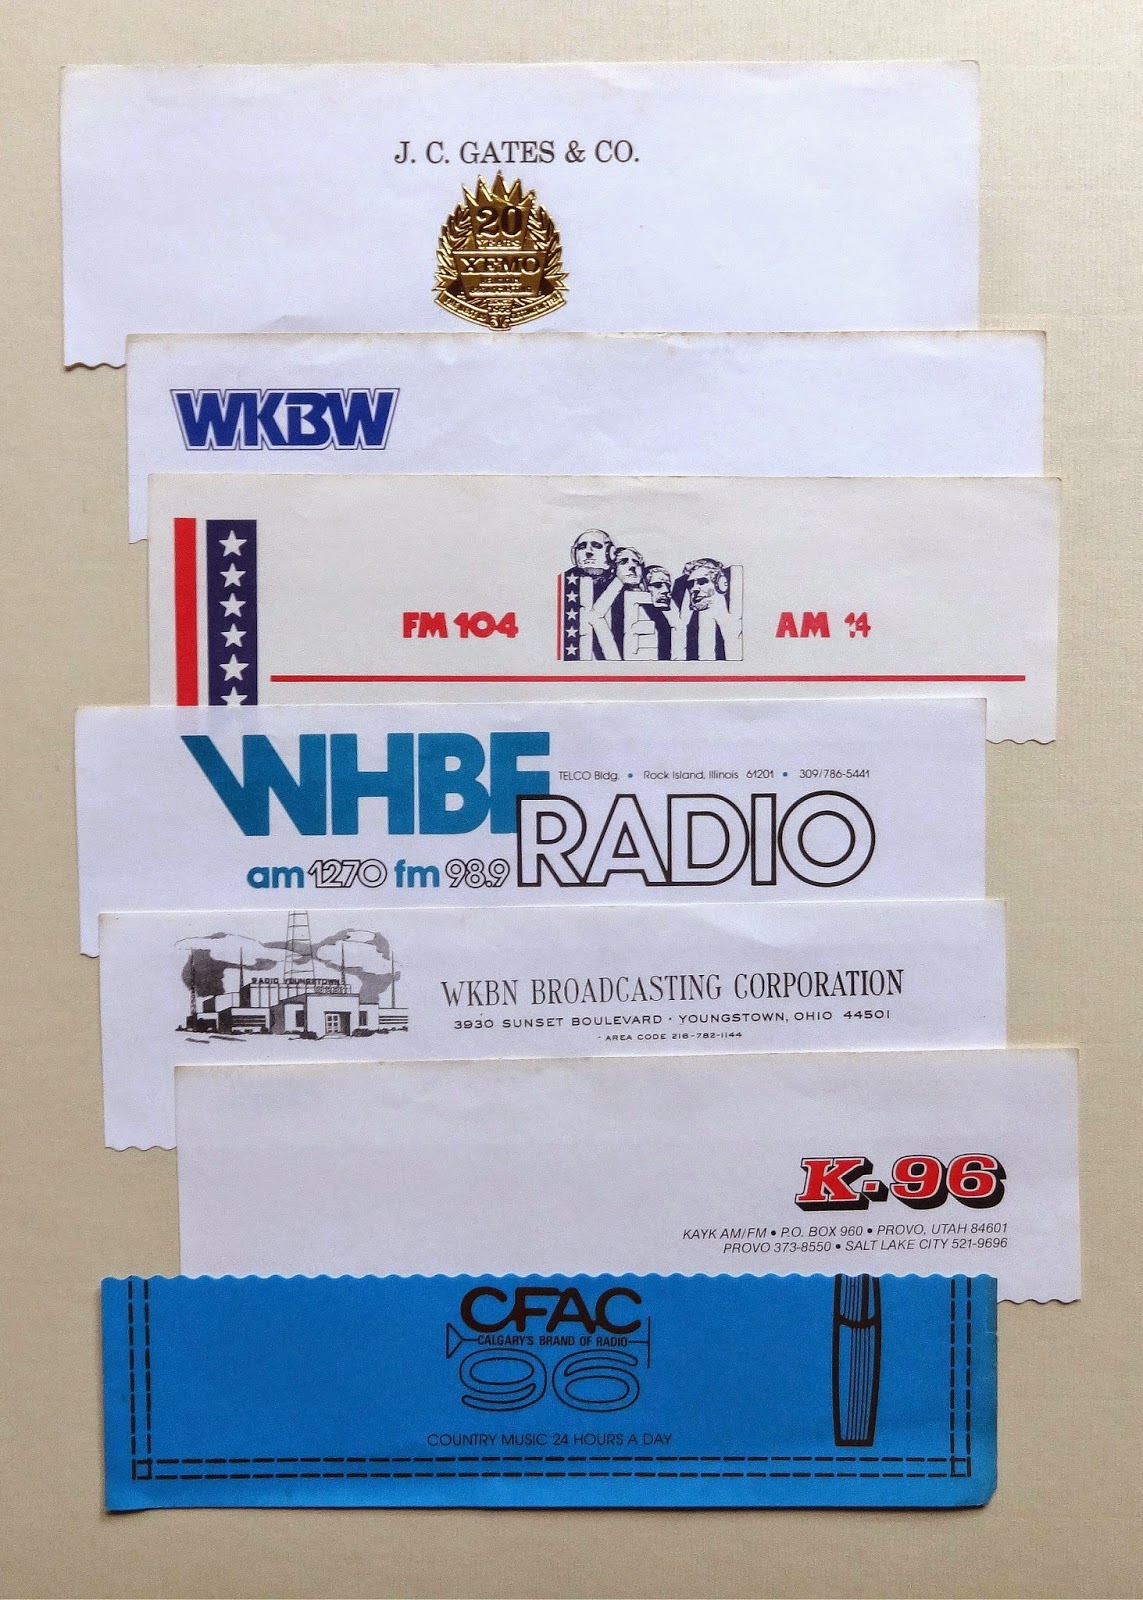 J. C. GATES & CO.
20
YEARS
XEMO
WKBW
FM 104
KEYN
AM 14
WHBF
TELCO Bldg. • Rock Island, Illinois 61201 • 309/786-5441
RADIO
am 1270 fm 98.9
RADIO YOUNGSTOWN
WKBN BROADCASTING CORPORATION
3930 SUNSET BOULEVARD · YOUNGSTOWN, OHIO 44501
· AREA CODE 216-782-1144
K·96
KAYK AM/FM • P.O. BOX 960 • PROVO, UTAH 84601
PROVO 373-8550 • SALT LAKE CITY 521-9696
CFAC
CALGARY'S BRAND OF RADIO
96
COUNTRY MUSIC 24 HOURS A DAY